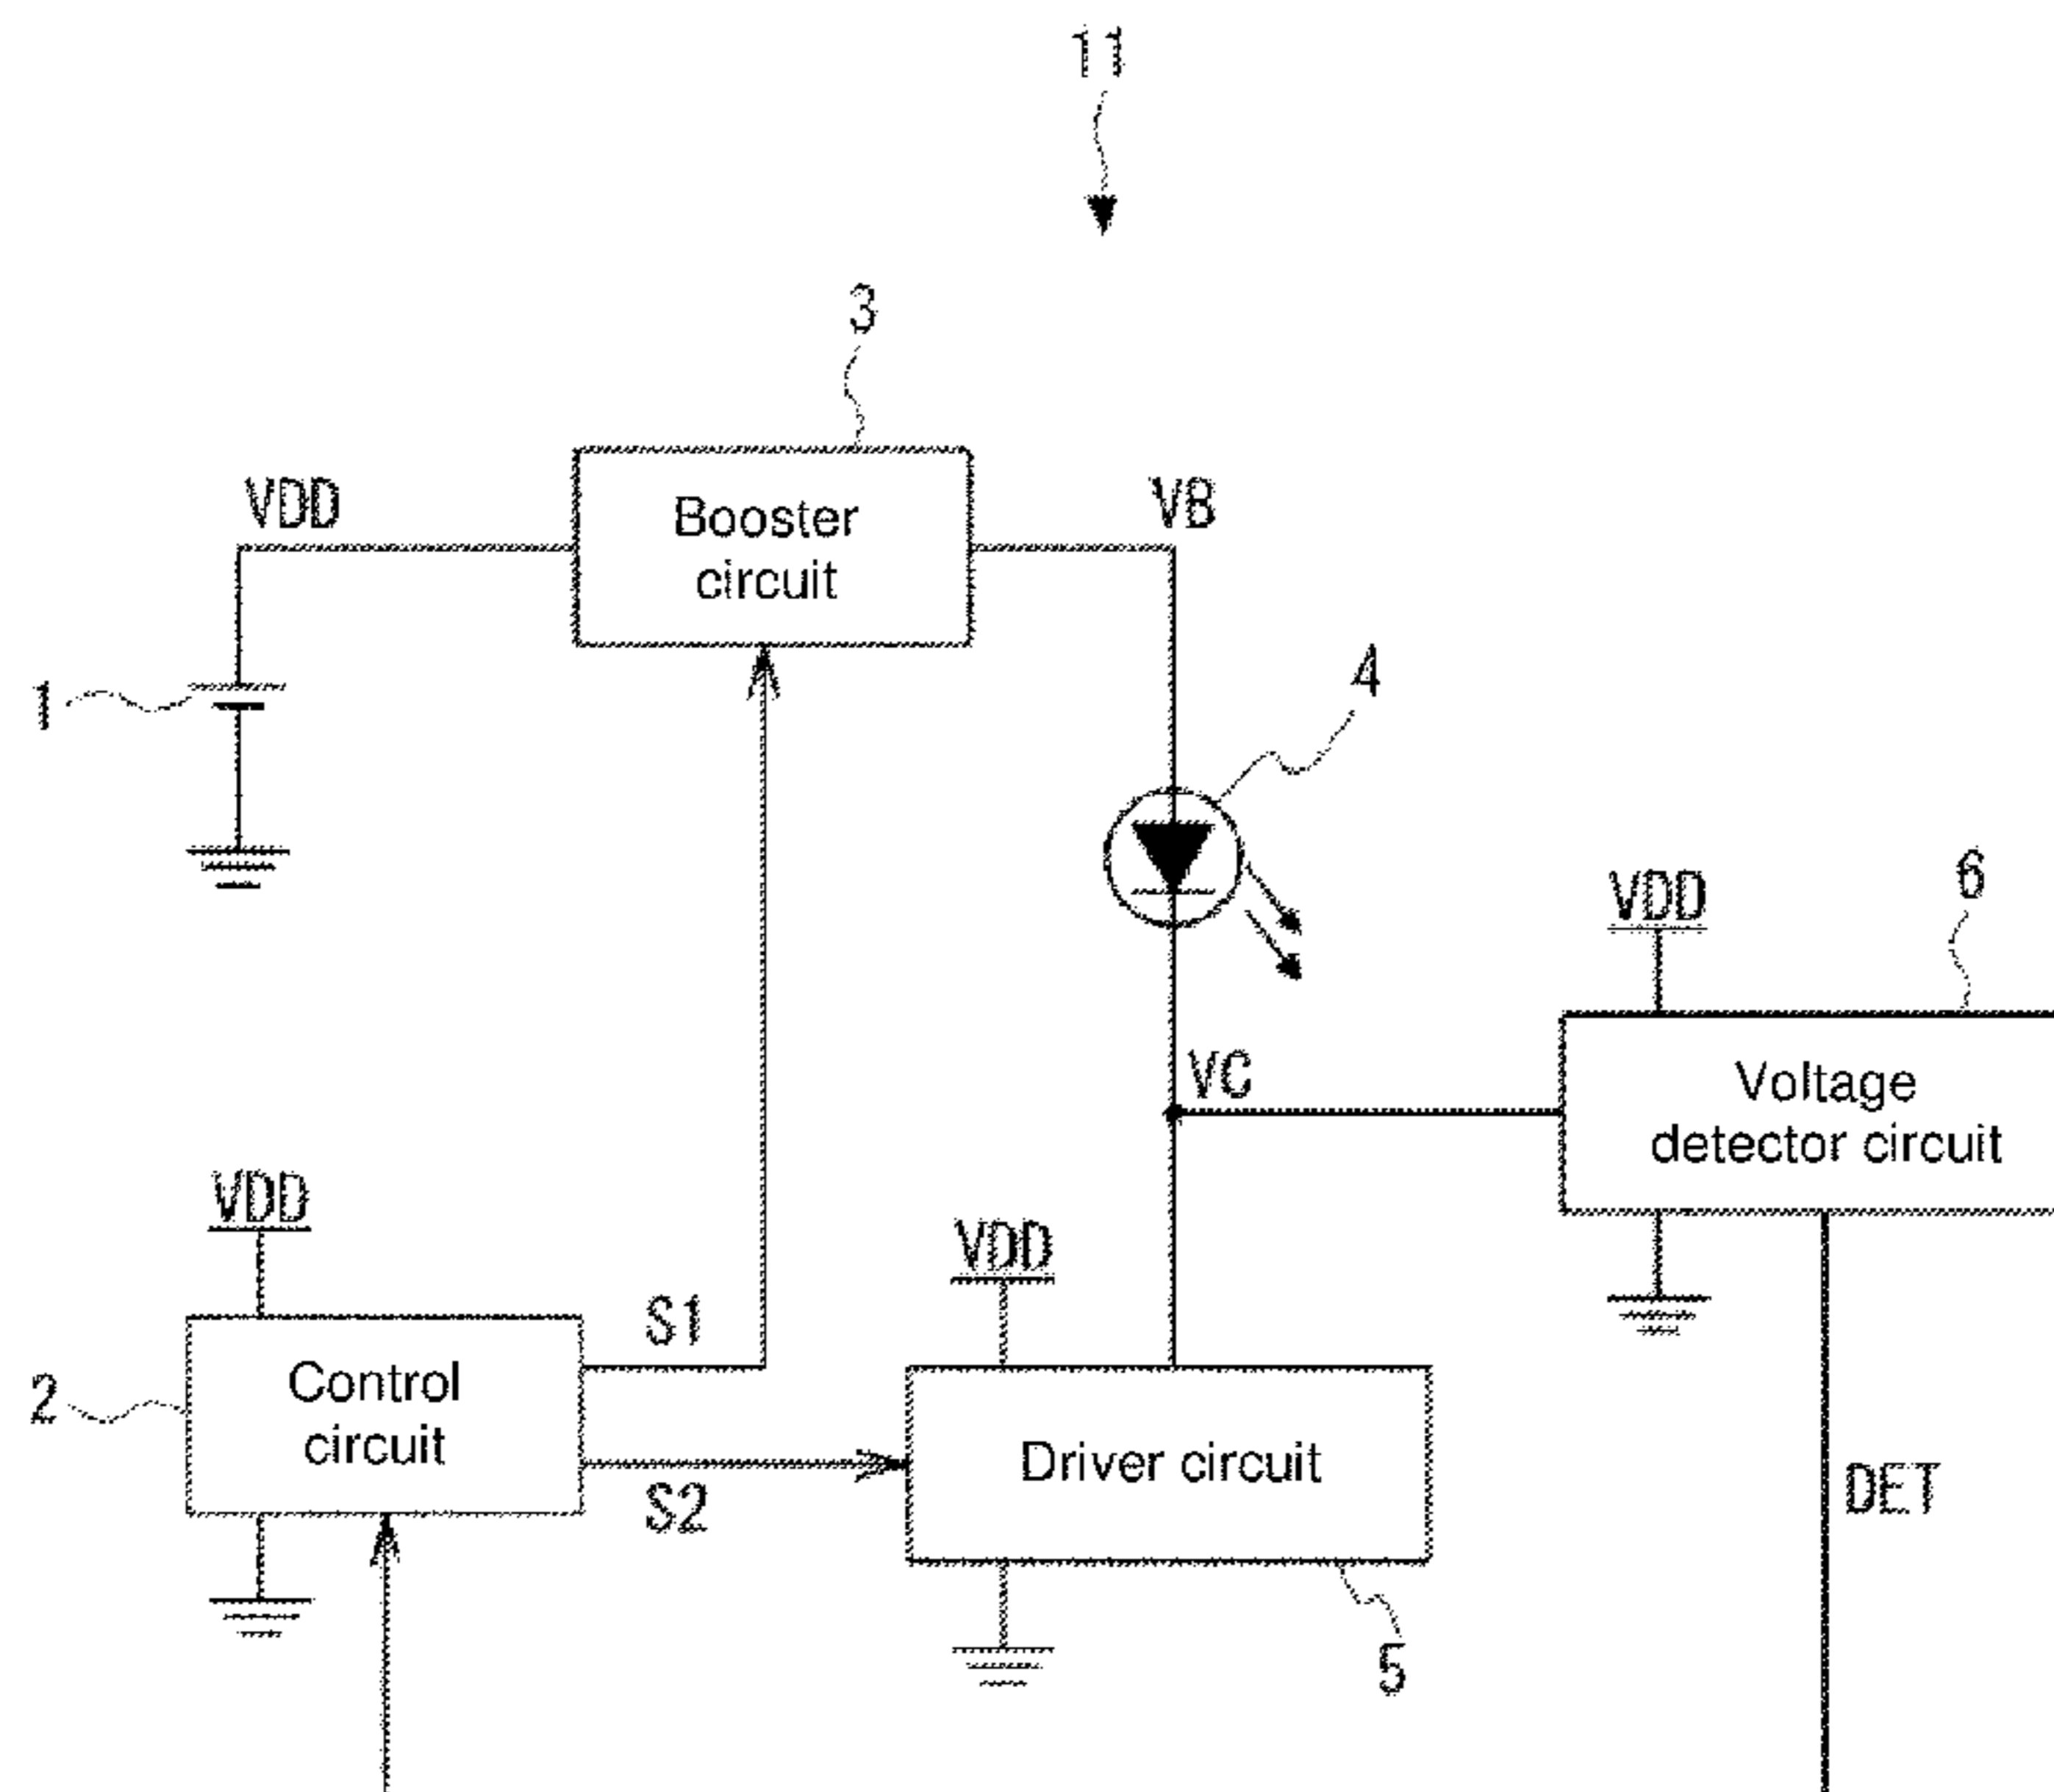 11
3
VDD
Booster
circuit
VB
1
4
VDD
6
VC
Voltage
detector circuit
VDD
VDD
S1
2
Control
circuit
Driver circuit
S2
DET
5